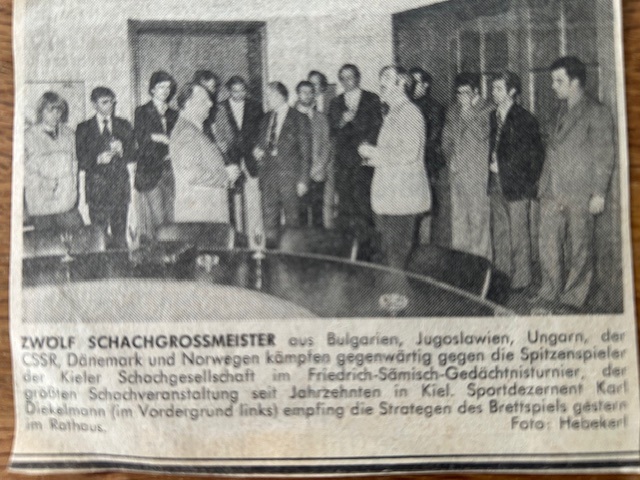 ZWÖLF SCHACHGROSSMEISTER aus Bulgarien, Jugoslawien, Ungarn, der
CSSR, Dänemark und Norwegen kämpfen gegenwärtig gegen die Spitzenspieler
der Kieler Schachgesellschaft im Friedrich-Sämisch-Gedächtnisturnier, der
größten Schachveranstaltung seit Jahrzehnten in Kiel. Sportdezernent Karl
Diekelmann (im Vordergrund links) empfing die Strategen des Brettspiels gestern
im Rathaus. Foto: Hebekerl